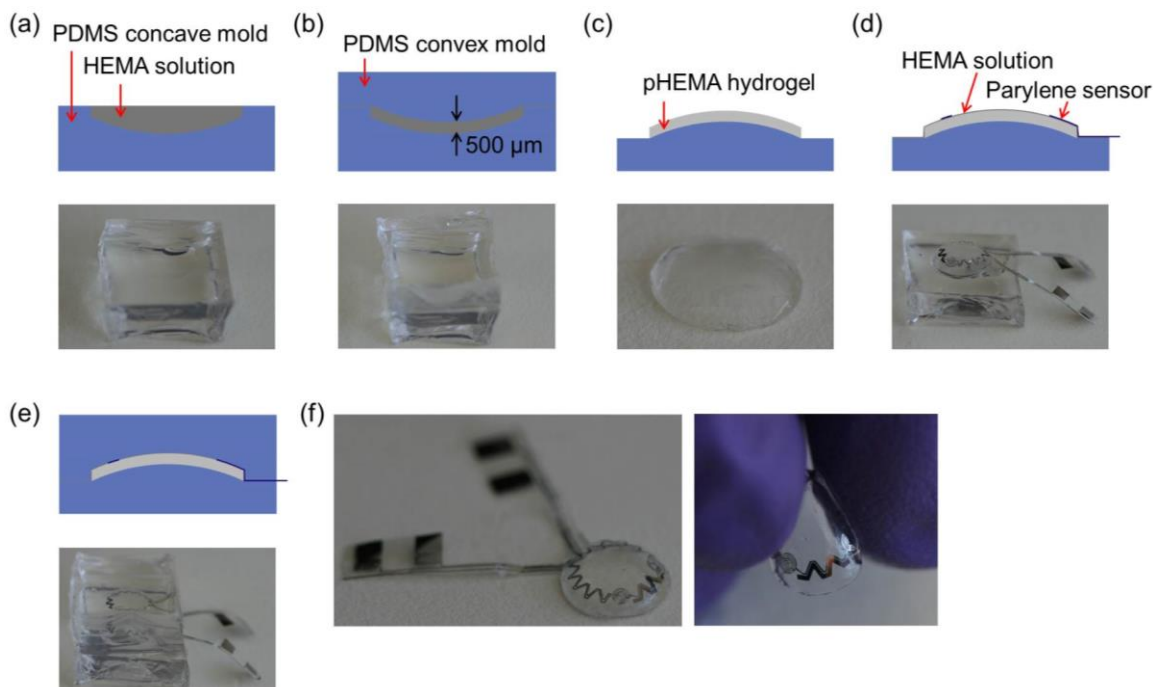 (a)
PDMS concave mold
HEMA solution
(b)
PDMS convex mold
500 µm
(c)
pHEMA hydrogel
(d)
HEMA solution
Parylene sensor
(e)
(f)